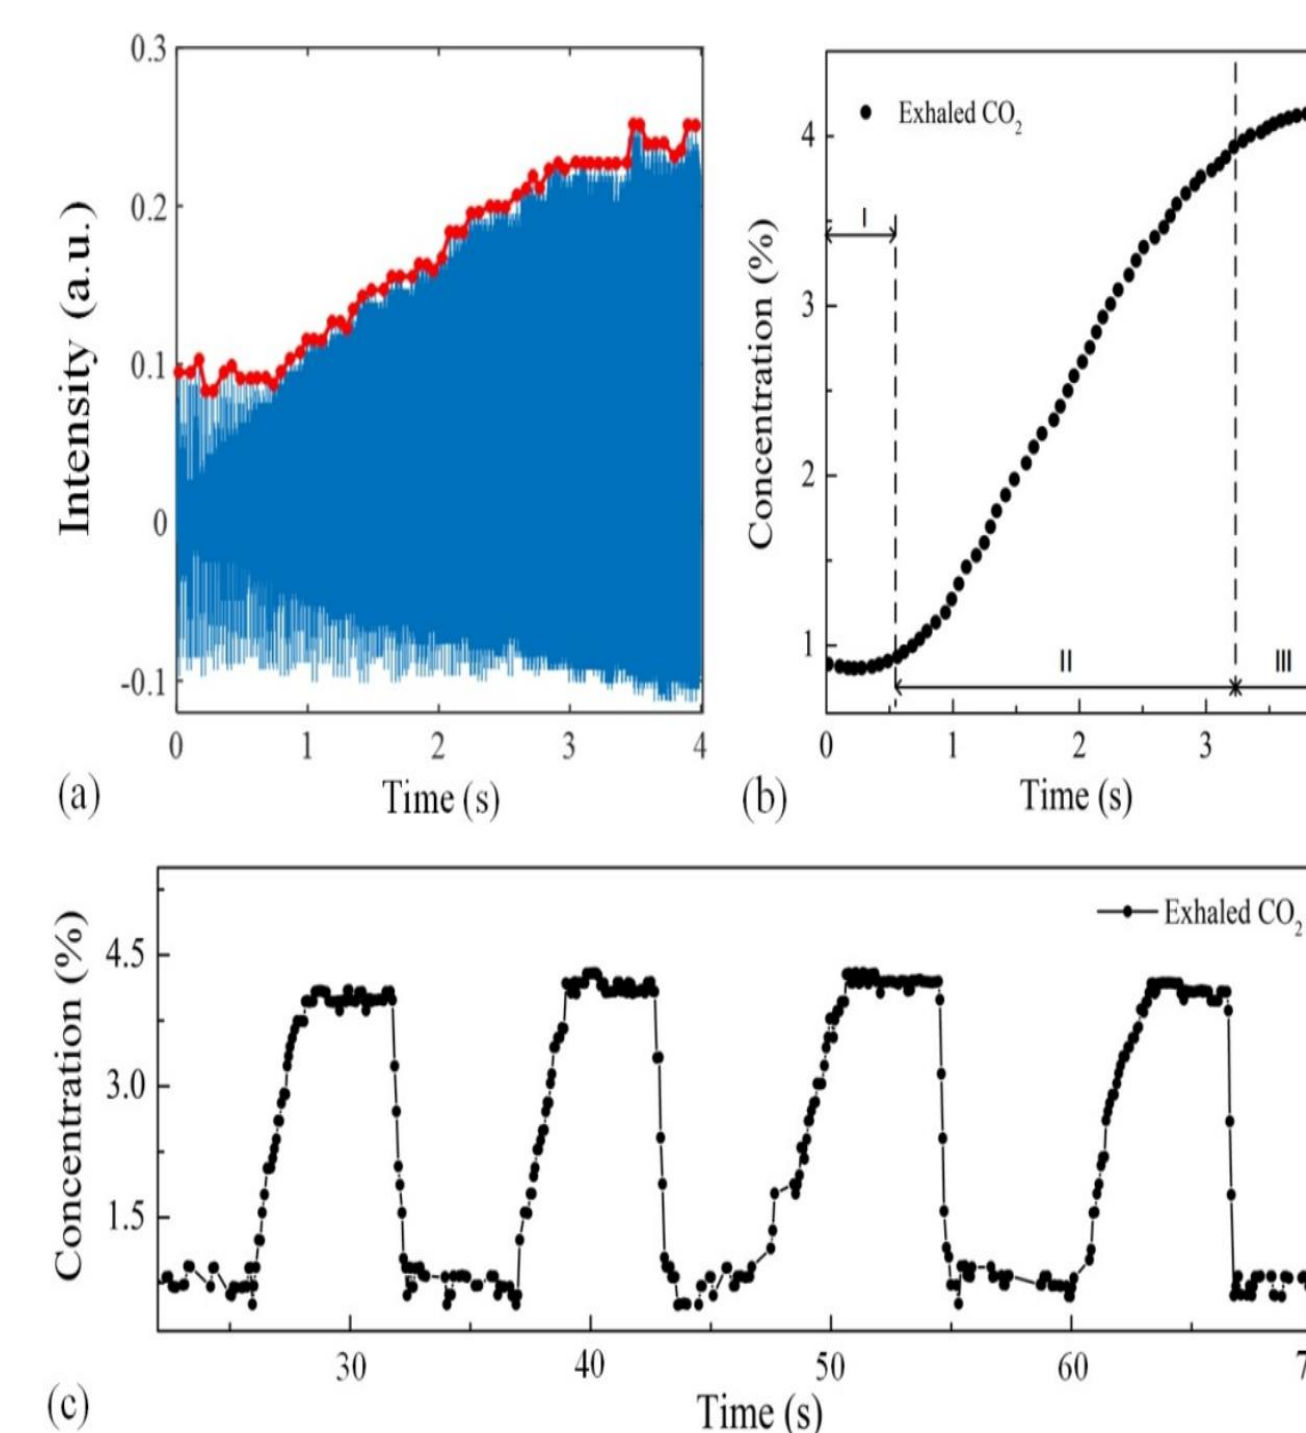 0.3
0.2
0.1
0
-0.1
Intensity (a.u.)
0 1 2 3 4
Time (s)
(a)
Exhaled CO2
I
II
III
4
3
2
1
Concentration (%)
0 1 2 3
Time (s)
(b)
Exhaled CO2
4.5
3.0
1.5
Concentration (%)
30 40 50 60 7
Time (s)
(c)